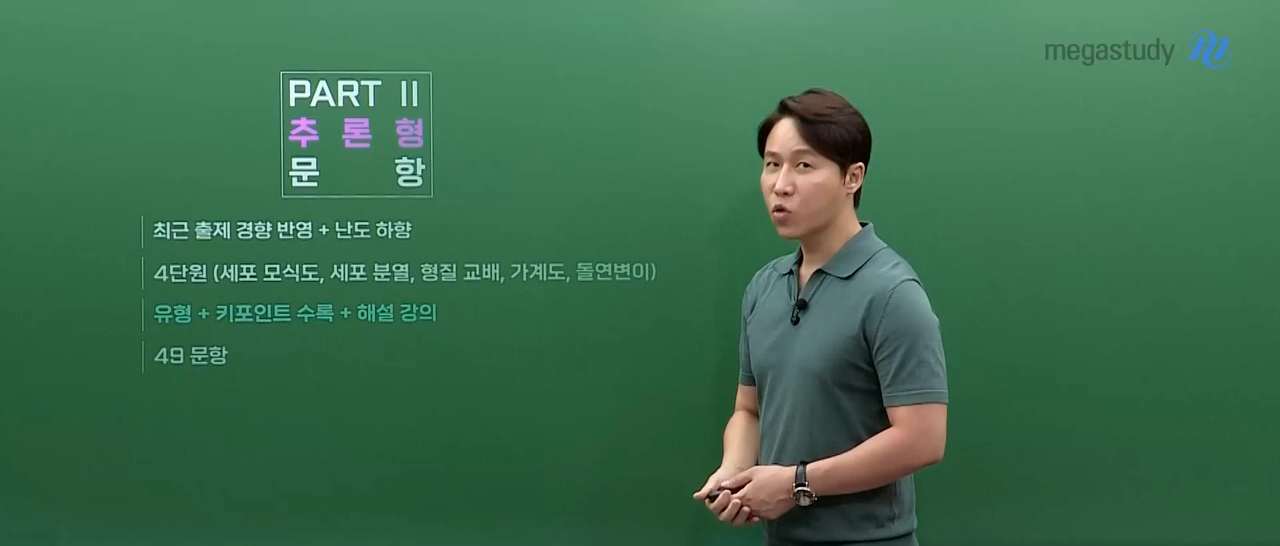 megastudy
PART II
추론형
문항
최근 출제 경향 반영 + 난도 하향
4단원 (세포 모식도, 세포 분열, 형질 교배, 가계도, 돌연변이)
유형 + 키포인트 수록 + 해설 강의
49 문항